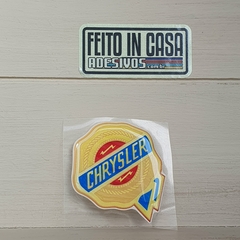 FEITO IN CASA
ADESIVOS
CHRYSLER